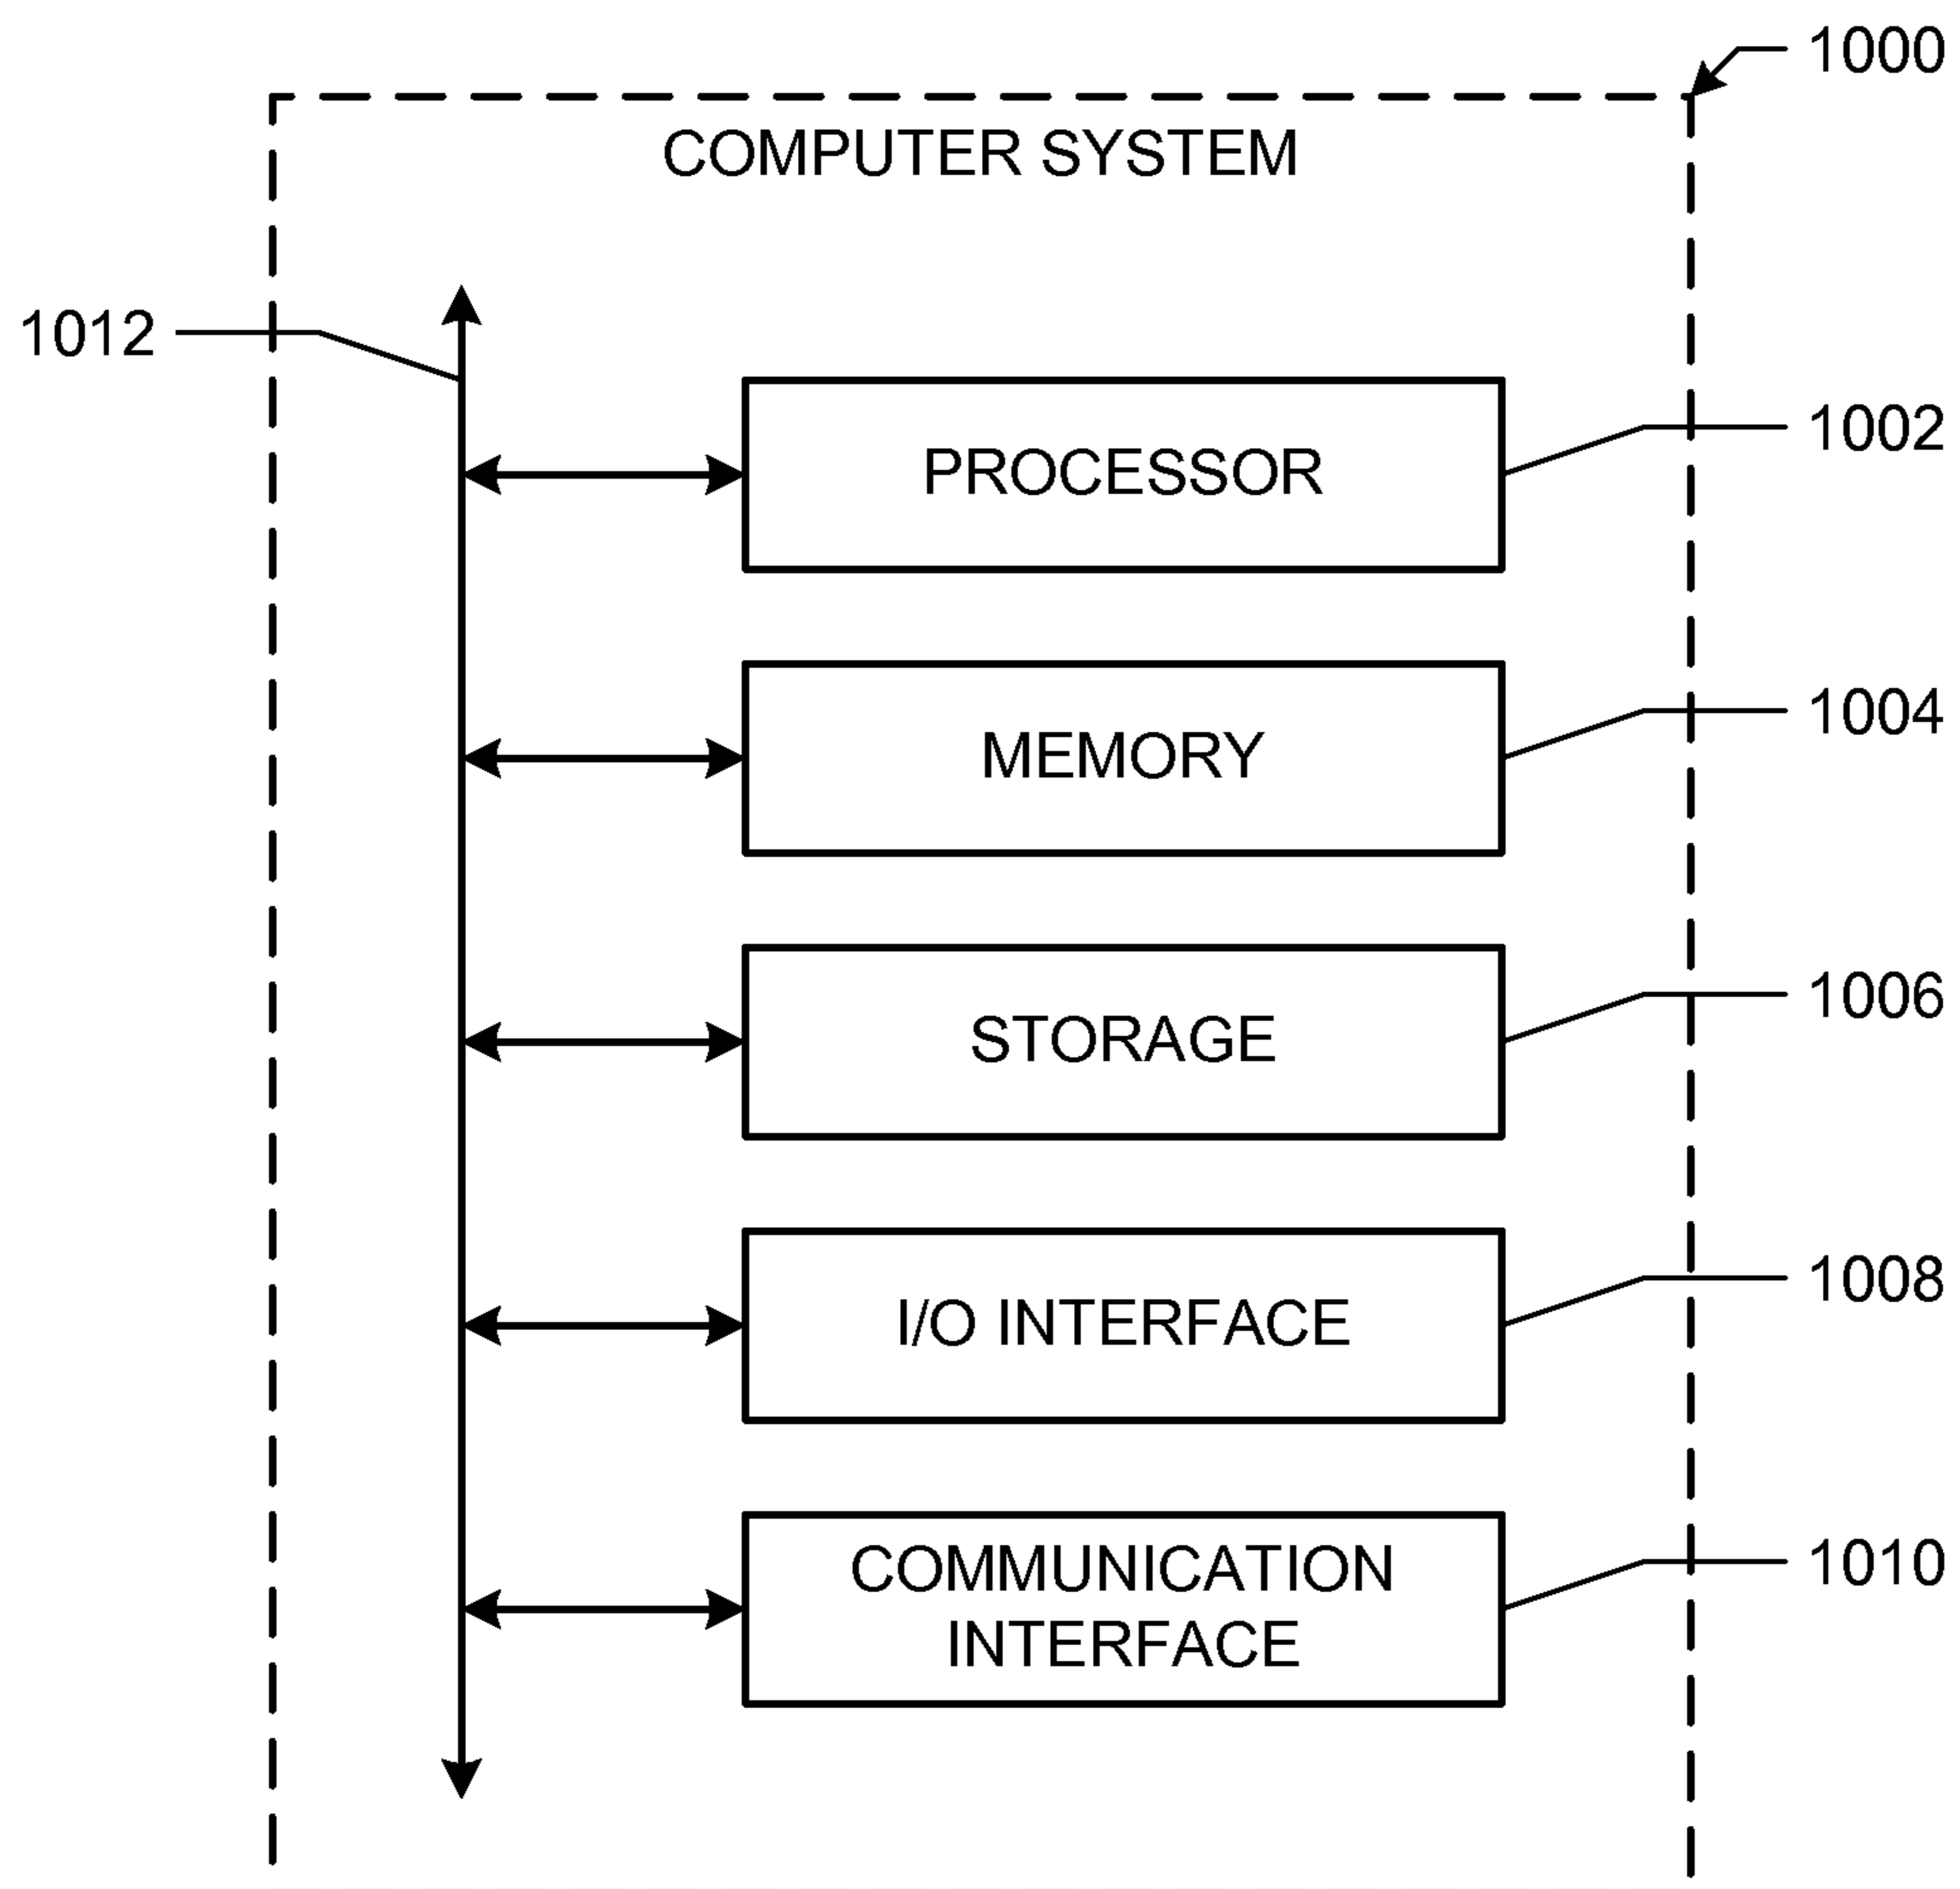 1000
COMPUTER SYSTEM
1012
PROCESSOR
1002
MEMORY
1004
STORAGE
1006
I/O INTERFACE
1008
COMMUNICATION
INTERFACE
1010